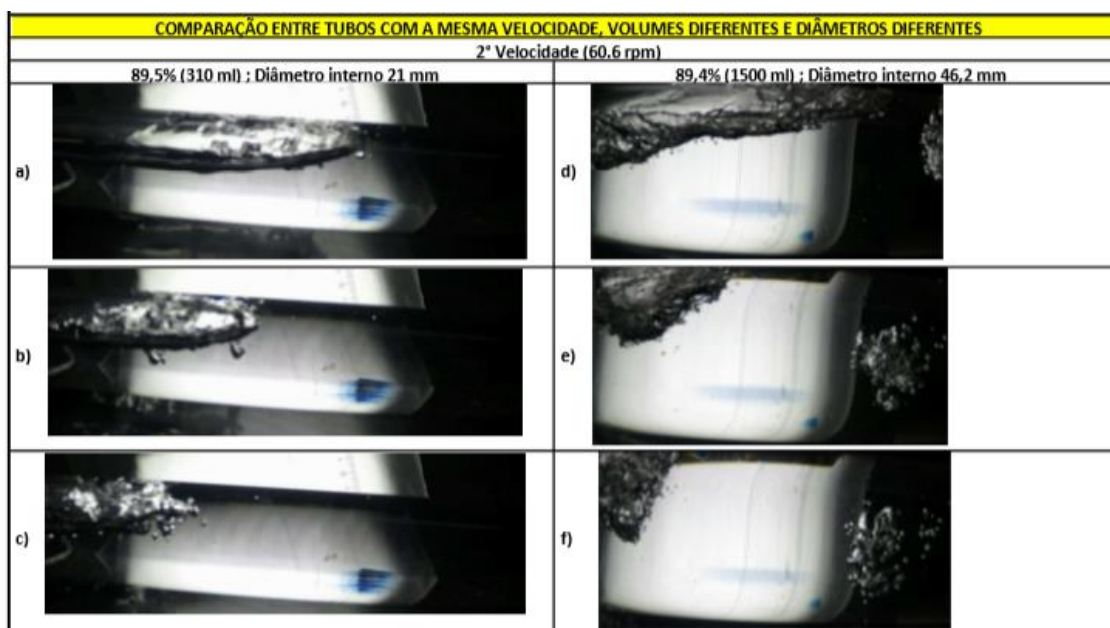 COMPARAÇÃO ENTRE TUBOS COM A MESMA VELOCIDADE, VOLUMES DIFERENTES E DIÂMETROS DIFERENTES
2° Velocidade (60.6 rpm)
89,5% (310 ml) ; Diâmetro interno 21 mm
89,4% (1500 ml) ; Diâmetro interno 46,2 mm
a)
d)
b)
e)
c)
f)